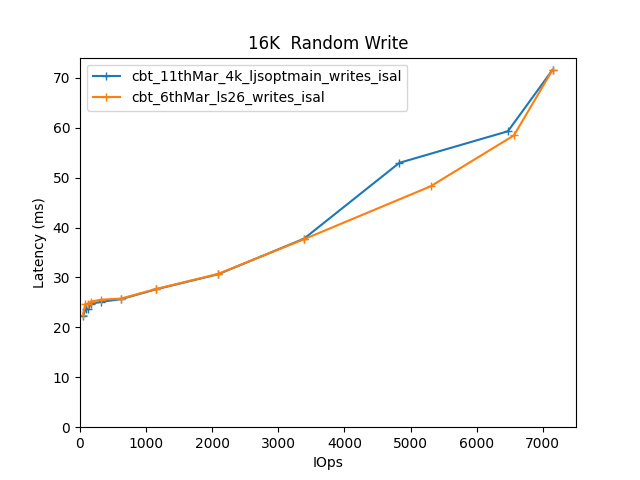 16K  Random Write
cbt_11thMar_4k_ljsoptmain_writes_isal
cbt_6thMar_ls26_writes_isal
Latency (ms)
70
60
50
40
30
20
10
0
0 1000 2000 3000 4000 5000 6000 7000
IOps